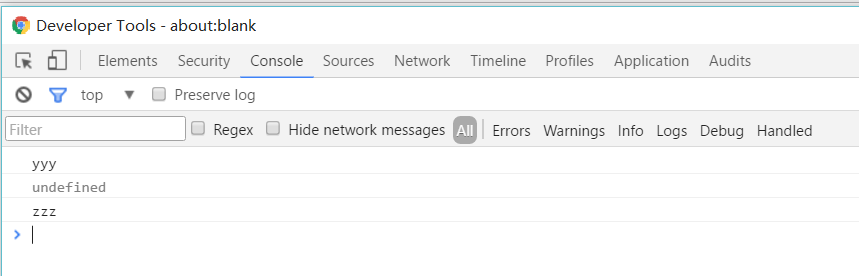 Developer Tools - about:blank
Elements Security Console Sources Network Timeline Profiles Application Audits
top Preserve log
Filter Regex Hide network messages All Errors Warnings Info Logs Debug Handled
yyy
undefined
zzz